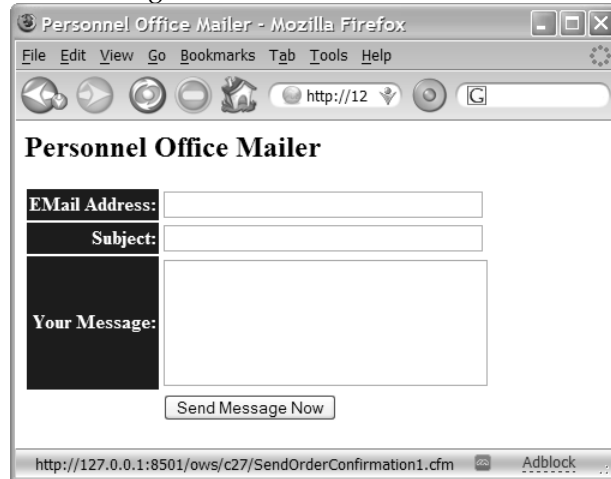 Personnel Office Mailer - Mozilla Firefox
File Edit View Go Bookmarks Tab Tools Help
http://12 G
Personnel Office Mailer
EMail Address:
Subject:
Your Message:
Send Message Now
http://127.0.0.1:8501/ows/c27/SendOrderConfirmation1.cfm Adblock